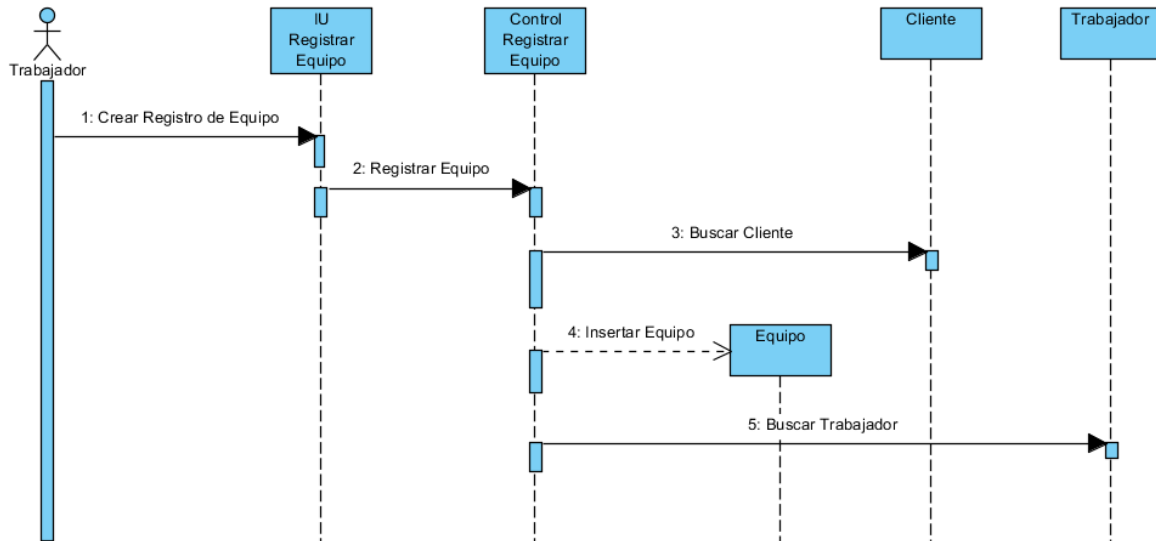 IU
Registrar
Equipo
Control
Registrar
Equipo
Cliente
Trabajador
Trabajador
1: Crear Registro de Equipo
2: Registrar Equipo
3: Buscar Cliente
4: Insertar Equipo
Equipo
5: Buscar Trabajador